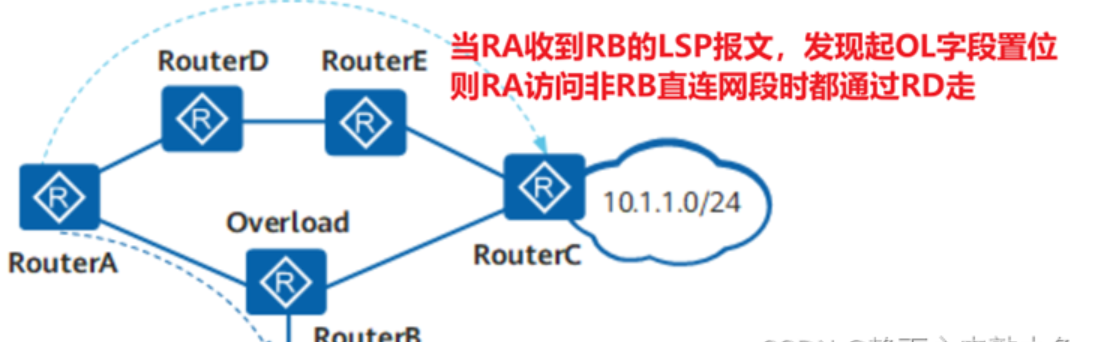 当RA收到RB的LSP报文，发现起OL字段置位
则RA访问非RB直连网段时都通过RD走
RouterD
RouterE
R
R
R
R
10.1.1.0/24
Overload
RouterA
RouterC
R
RouterB